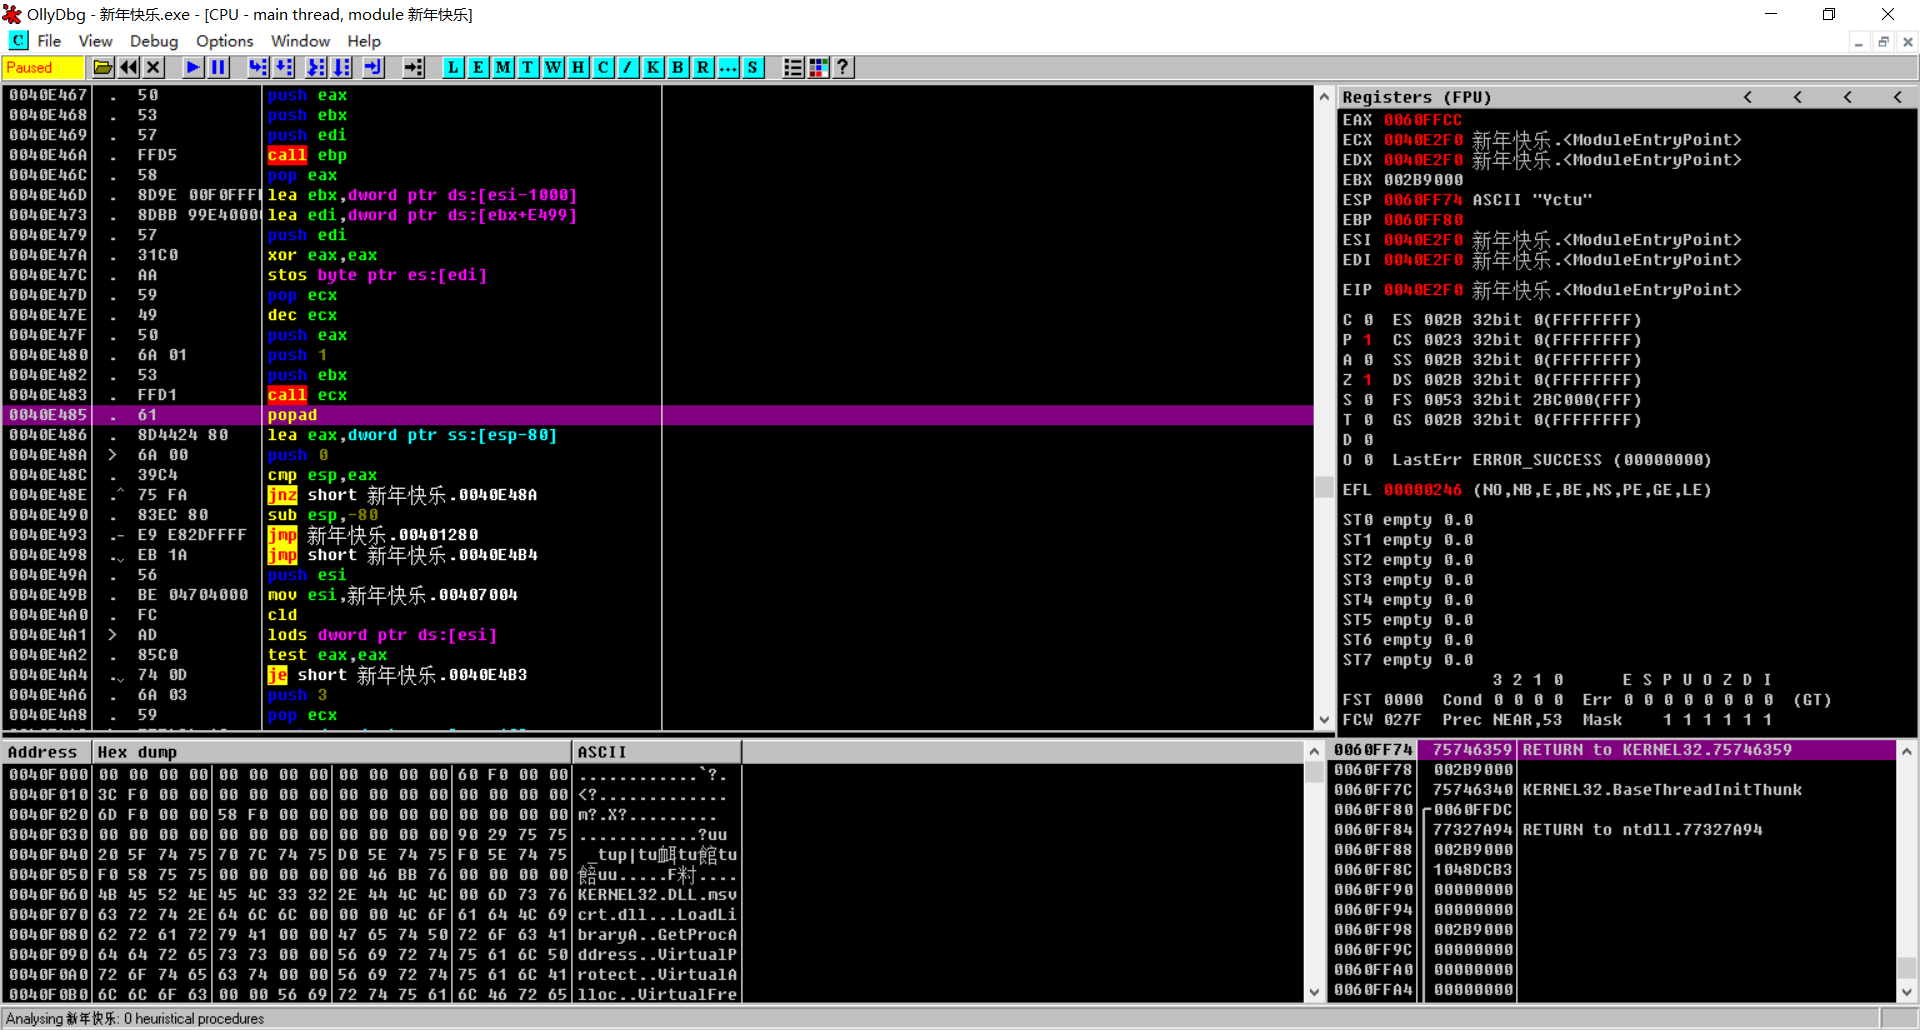 OllyDbg - 新年快乐.exe - [CPU - main thread, module 新年快乐]
C File View Debug Options Window Help
Paused L E M T W H C / K B R ... S ?
0040E467 . 50 push eax
0040E468 . 53 push ebx
0040E469 . 57 push edi
0040E46A . FFD5 call ebp
0040E46C . 58 pop eax
0040E46D . 8D9E 00F0FFF lea ebx,dword ptr ds:[esi-1000]
0040E473 . 8DBB 99E40000 lea edi,dword ptr ds:[ebx+E499]
0040E479 . 57 push edi
0040E47A . 31C0 xor eax,eax
0040E47C . AA stos byte ptr es:[edi]
0040E47D . 59 pop ecx
0040E47E . 49 dec ecx
0040E47F . 50 push eax
0040E480 . 6A 01 push 1
0040E482 . 53 push ebx
0040E483 . FFD1 call ecx
0040E485 . 61 popad
0040E486 . 8D4424 80 lea eax,dword ptr ss:[esp-80]
0040E48A > 6A 00 push 0
0040E48C . 39C4 cmp esp,eax
0040E48E .^ 75 FA jnz short 新年快乐.0040E48A
0040E490 . 83EC 80 sub esp,-80
0040E493 .- E9 E82DFFFF jmp 新年快乐.00401280
0040E498 .v EB 1A jmp short 新年快乐.0040E4B4
0040E49A . 56 push esi
0040E49B . BE 04704000 mov esi,新年快乐.00407004
0040E4A0 . FC cld
0040E4A1 > AD lods dword ptr ds:[esi]
0040E4A2 . 85C0 test eax,eax
0040E4A4 .v 74 0D je short 新年快乐.0040E4B3
0040E4A6 . 6A 03 push 3
0040E4A8 . 59 pop ecx
Registers (FPU) < < < <
EAX 0060FFCC
ECX 0040E2F0 新年快乐.<ModuleEntryPoint>
EDX 0040E2F0 新年快乐.<ModuleEntryPoint>
EBX 002B9000
ESP 0060FF74 ASCII "Yctu"
EBP 0060FF80
ESI 0040E2F0 新年快乐.<ModuleEntryPoint>
EDI 0040E2F0 新年快乐.<ModuleEntryPoint>
EIP 0040E2F0 新年快乐.<ModuleEntryPoint>
C 0 ES 002B 32bit 0(FFFFFFFF)
P 1 CS 0023 32bit 0(FFFFFFFF)
A 0 SS 002B 32bit 0(FFFFFFFF)
Z 1 DS 002B 32bit 0(FFFFFFFF)
S 0 FS 0053 32bit 2BC000(FFF)
T 0 GS 002B 32bit 0(FFFFFFFF)
D 0
O 0 LastErr ERROR_SUCCESS (00000000)
EFL 00000246 (NO,NB,E,BE,NS,PE,GE,LE)
ST0 empty 0.0
ST1 empty 0.0
ST2 empty 0.0
ST3 empty 0.0
ST4 empty 0.0
ST5 empty 0.0
ST6 empty 0.0
ST7 empty 0.0
3 2 1 0 E S P U O Z D I
FST 0000 Cond 0 0 0 0 Err 0 0 0 0 0 0 0 0 (GT)
FCW 027F Prec NEAR,53 Mask 1 1 1 1 1 1
Address Hex dump ASCII
0040F000 00 00 00 00 00 00 00 00 00 00 00 00 60 F0 00 00 ............`?.
0040F010 3C F0 00 00 00 00 00 00 00 00 00 00 00 00 00 00 <?.............
0040F020 6D F0 00 00 58 F0 00 00 00 00 00 00 00 00 00 00 m?.X?.........
0040F030 00 00 00 00 00 00 00 00 00 00 00 00 90 29 75 75 ............?uu
0040F040 20 5F 74 75 70 7C 74 75 D0 5E 74 75 F0 5E 74 75 _tup|tu衈tu餢tu
0040F050 F0 58 75 75 00 00 00 00 00 46 BB 76 00 00 00 00 餢uu.....F籿....
0040F060 4B 45 52 4E 45 4C 33 32 2E 44 4C 4C 00 6D 73 76 KERNEL32.DLL.msv
0040F070 63 72 74 2E 64 6C 6C 00 00 00 4C 6F 61 64 4C 69 crt.dll...LoadLi
0040F080 62 72 61 72 79 41 00 00 47 65 74 50 72 6F 63 41 braryA..GetProcA
0040F090 64 64 72 65 73 73 00 00 56 69 72 74 75 61 6C 50 ddress..VirtualP
0040F0A0 72 6F 74 65 63 74 00 00 56 69 72 74 75 61 6C 41 rotect..VirtualA
0040F0B0 6C 6C 6F 63 00 00 56 69 72 74 75 61 6C 46 72 65 lloc..VirtualFre
0060FF74 75746359 RETURN to KERNEL32.75746359
0060FF78 002B9000
0060FF7C 75746340 KERNEL32.BaseThreadInitThunk
0060FF80 0060FFDC
0060FF84 77327A94 RETURN to ntdll.77327A94
0060FF88 002B9000
0060FF8C 1048DCB3
0060FF90 00000000
0060FF94 00000000
0060FF98 002B9000
0060FF9C 00000000
0060FFA0 00000000
0060FFA4 00000000
Analysing 新年快乐: 0 heuristical procedures